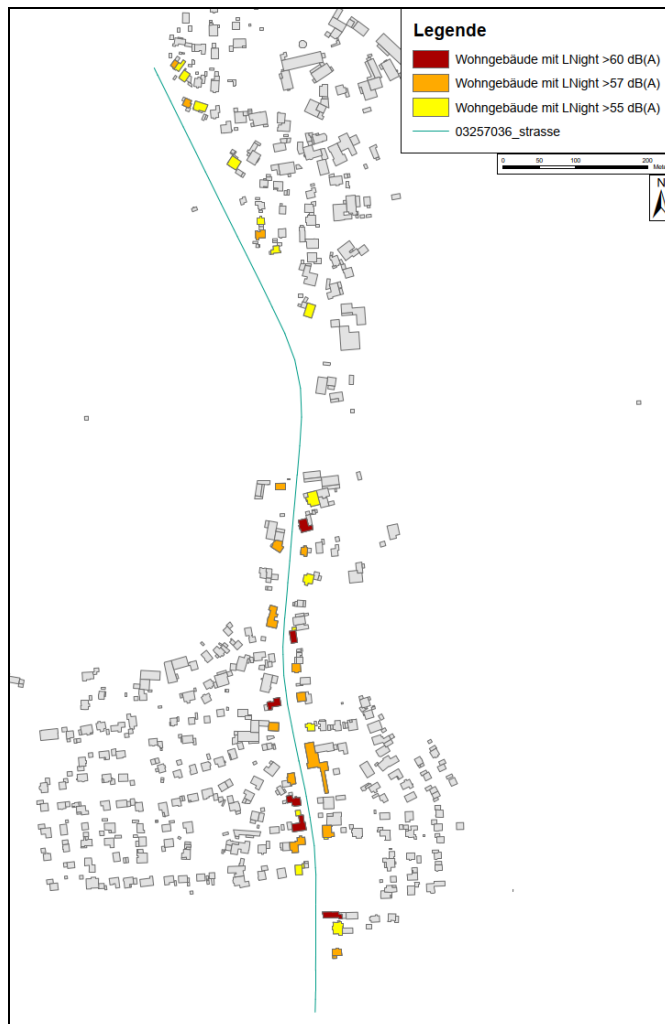 Legende
Wohngebäude mit LNight >60 dB(A)
Wohngebäude mit LNight >57 dB(A)
Wohngebäude mit LNight >55 dB(A)
03257036_strasse
0 50 100 200
N